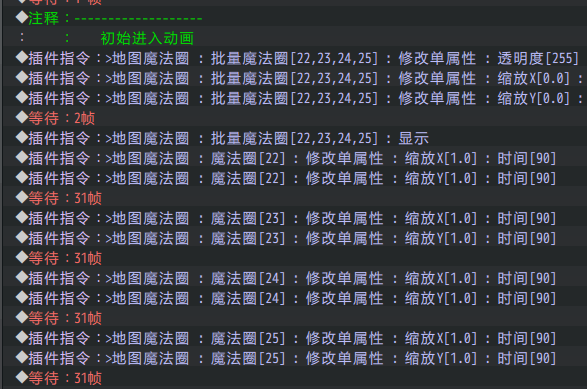 ◆等待：1帧
◆注释：-------------------
：　　：　　初始进入动画
◆插件指令：>地图魔法圈 : 批量魔法圈[22,23,24,25] : 修改单属性 : 透明度[255]
◆插件指令：>地图魔法圈 : 批量魔法圈[22,23,24,25] : 修改单属性 : 缩放X[0.0] :
◆插件指令：>地图魔法圈 : 批量魔法圈[22,23,24,25] : 修改单属性 : 缩放Y[0.0] :
◆等待：2帧
◆插件指令：>地图魔法圈 : 批量魔法圈[22,23,24,25] : 显示
◆插件指令：>地图魔法圈 : 魔法圈[22] : 修改单属性 : 缩放X[1.0] : 时间[90]
◆插件指令：>地图魔法圈 : 魔法圈[22] : 修改单属性 : 缩放Y[1.0] : 时间[90]
◆等待：31帧
◆插件指令：>地图魔法圈 : 魔法圈[23] : 修改单属性 : 缩放X[1.0] : 时间[90]
◆插件指令：>地图魔法圈 : 魔法圈[23] : 修改单属性 : 缩放Y[1.0] : 时间[90]
◆等待：31帧
◆插件指令：>地图魔法圈 : 魔法圈[24] : 修改单属性 : 缩放X[1.0] : 时间[90]
◆插件指令：>地图魔法圈 : 魔法圈[24] : 修改单属性 : 缩放Y[1.0] : 时间[90]
◆等待：31帧
◆插件指令：>地图魔法圈 : 魔法圈[25] : 修改单属性 : 缩放X[1.0] : 时间[90]
◆插件指令：>地图魔法圈 : 魔法圈[25] : 修改单属性 : 缩放Y[1.0] : 时间[90]
◆等待：31帧